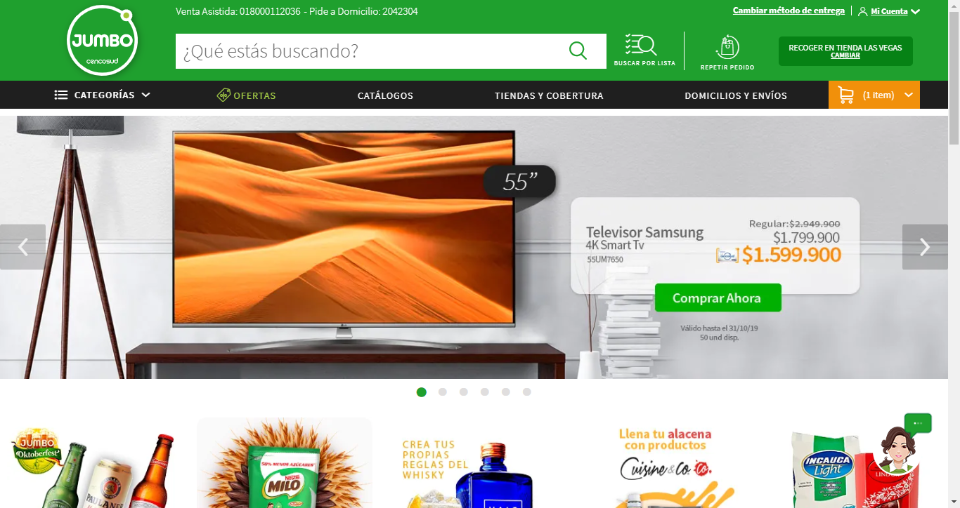 Venta Asistida: 018000112036 - Pide a Domicilio: 2042304
Cambiar método de entrega
Mi Cuenta
JUMBO
cencosud
¿Qué estás buscando?
BUSCAR POR LISTA
REPETIR PEDIDO
RECOGER EN TIENDA LAS VEGAS
CAMBIAR
CATEGORÍAS
OFERTAS
CATÁLOGOS
TIENDAS Y COBERTURA
DOMICILIOS Y ENVÍOS
(1 item)
55”
Televisor Samsung
4K Smart Tv
55UM7650
Regular:$2.949.900
$1.799.900
$1.599.900
Comprar Ahora
Válido hasta el 31/10/19
50 und disp.
JUMBO
Oktoberfest
MILO
CREA TUS
PROPIAS
REGLAS DEL
WHISKY
Llena tu alacena
con productos
Cuisine & Co
INCAUCA
Light